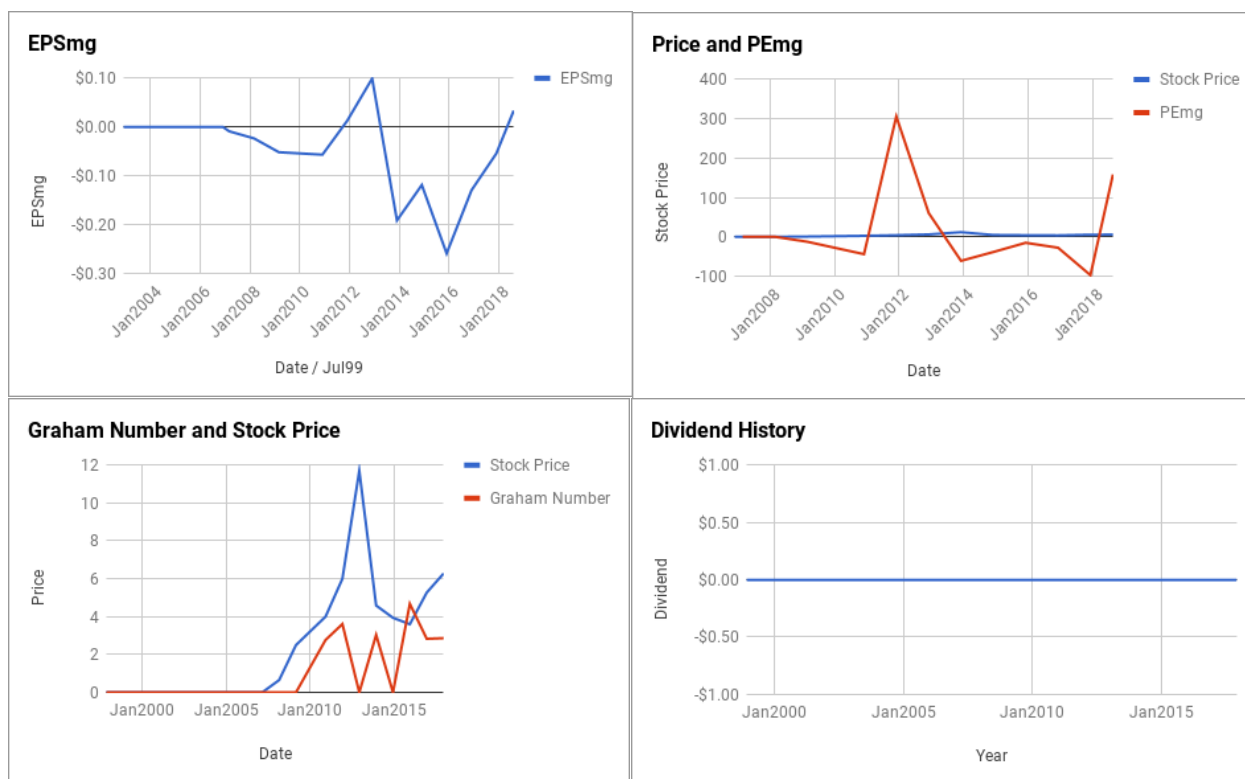 EPSmg
$0.10
$0.00
-$0.10
-$0.20
-$0.30
EPSmg
EPSmg
Jan2004
Jan2006
Jan2008
Jan2010
Jan2012
Jan2014
Jan2016
Jan2018
Date / Jul99
Price and PEmg
400
300
200
100
0
-100
Stock Price
Stock Price
PEmg
Jan2008
Jan2010
Jan2012
Jan2014
Jan2016
Jan2018
Date
Graham Number and Stock Price
12
10
8
6
4
2
0
Price
Stock Price
Graham Number
Jan2000
Jan2005
Jan2010
Jan2015
Date
Dividend History
$1.00
$0.50
$0.00
-$0.50
-$1.00
Dividend
Jan2000
Jan2005
Jan2010
Jan2015
Year